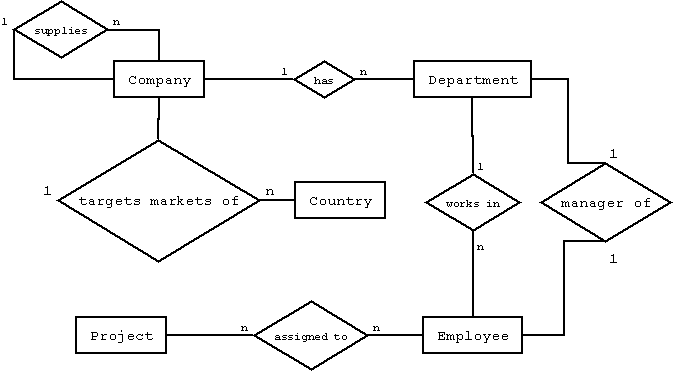 1
n
supplies
Company
1
has
n
Department
1
targets markets of
n
Country
1
works in
n
1
manager of
1
Project
n
assigned to
n
Employee